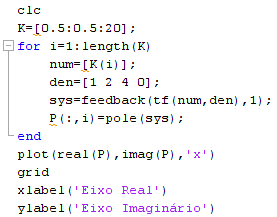 clc
K=[0.5:0.5:20];
for i=1:length(K)
num=[K(i)];
den=[1 2 4 0];
sys=feedback(tf(num,den),1);
P(:,i)=pole(sys);
end
plot(real(P),imag(P),'x')
grid
xlabel('Eixo Real')
ylabel('Eixo Imaginário')